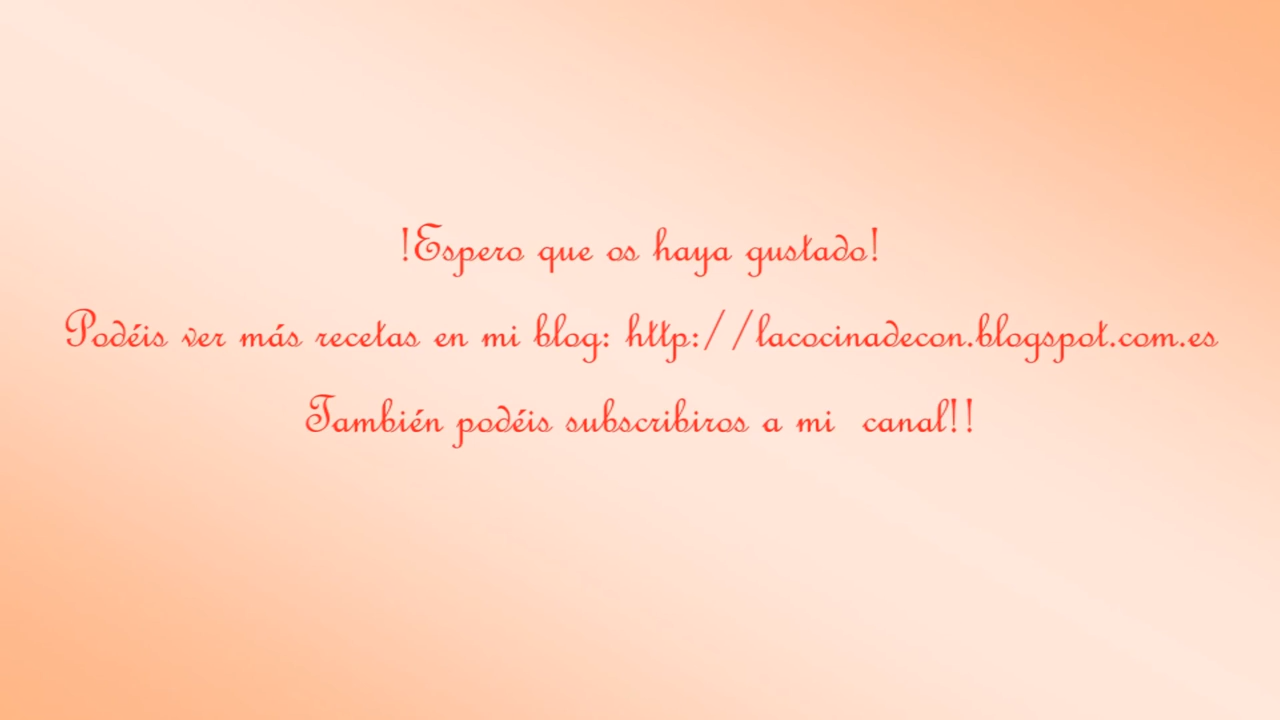 !Espero que os haya gustado!
Podéis ver más recetas en mi blog: http://lacocinadecon.blogspot.com.es
También podéis subscribiros a mi  canal!!